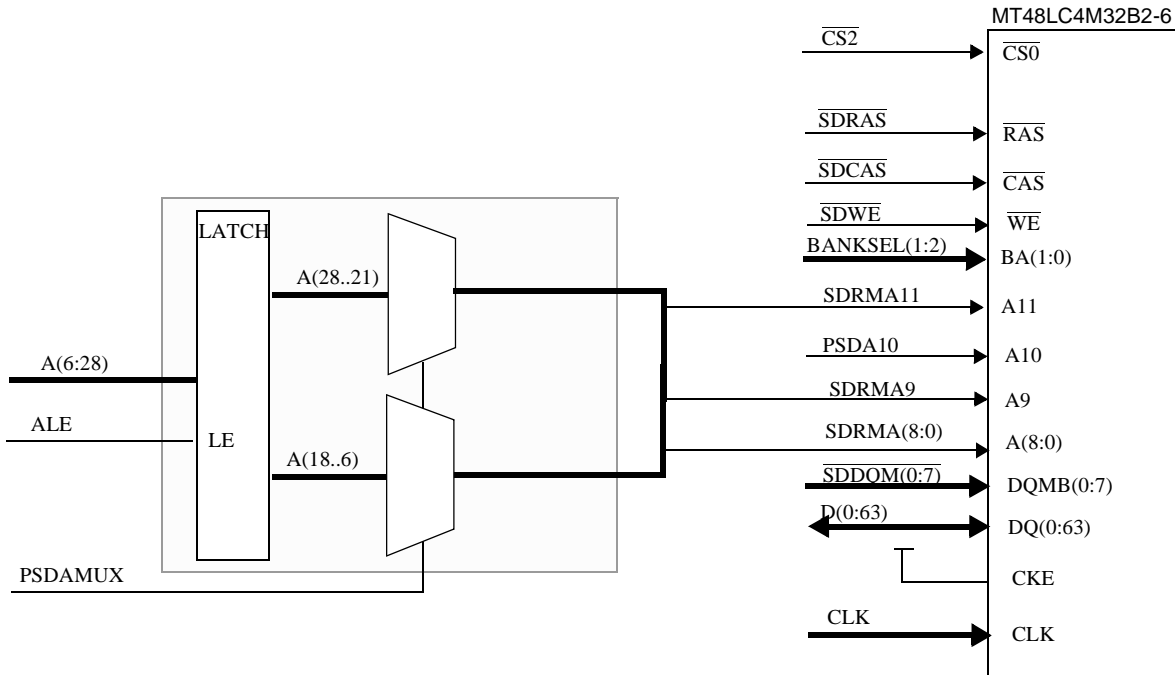 MT48LC4M32B2-6
CS2
CS0
SDRAS
RAS
SDCAS
CAS
SDWE
WE
BANKSEL(1:2)
BA(1:0)
LATCH
A(28..21)
SDRMA11
A11
PSDA10
A10
A(6:28)
SDRMA9
A9
ALE
LE
SDRMA(8:0)
A(8:0)
A(18..6)
SDDQM(0:7)
DQMB(0:7)
D(0:63)
DQ(0:63)
PSDAMUX
CKE
CLK
CLK